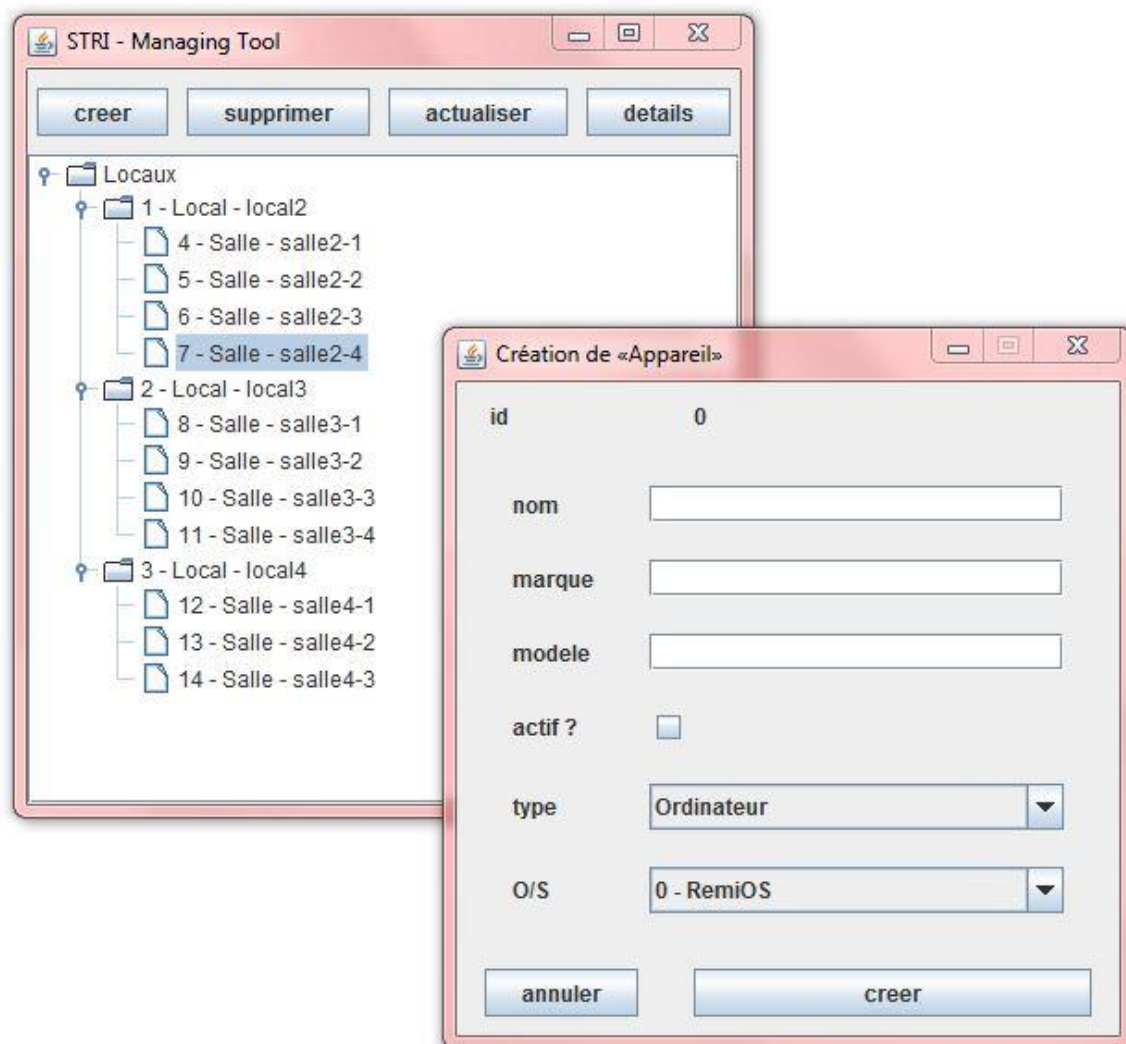 STRI - Managing Tool
creer supprimer actualiser details
Locaux
1 - Local - local2
4 - Salle - salle2-1
5 - Salle - salle2-2
6 - Salle - salle2-3
7 - Salle - salle2-4
2 - Local - local3
8 - Salle - salle3-1
9 - Salle - salle3-2
10 - Salle - salle3-3
11 - Salle - salle3-4
3 - Local - local4
12 - Salle - salle4-1
13 - Salle - salle4-2
14 - Salle - salle4-3
Création de «Appareil»
id 0
nom
marque
modele
actif ?
type Ordinateur
O/S 0 - RemiOS
annuler creer